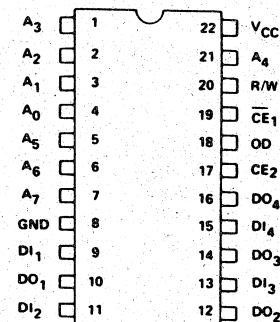 A3 1 22 VCC
A2 2 21 A4
A1 3 20 R/W
A0 4 19 C̅E̅1
A5 5 18 OD
A6 6 17 CE2
A7 7 16 DO4
GND 8 15 DI4
DI1 9 14 DO3
DO1 10 13 DI3
DI2 11 12 DO2